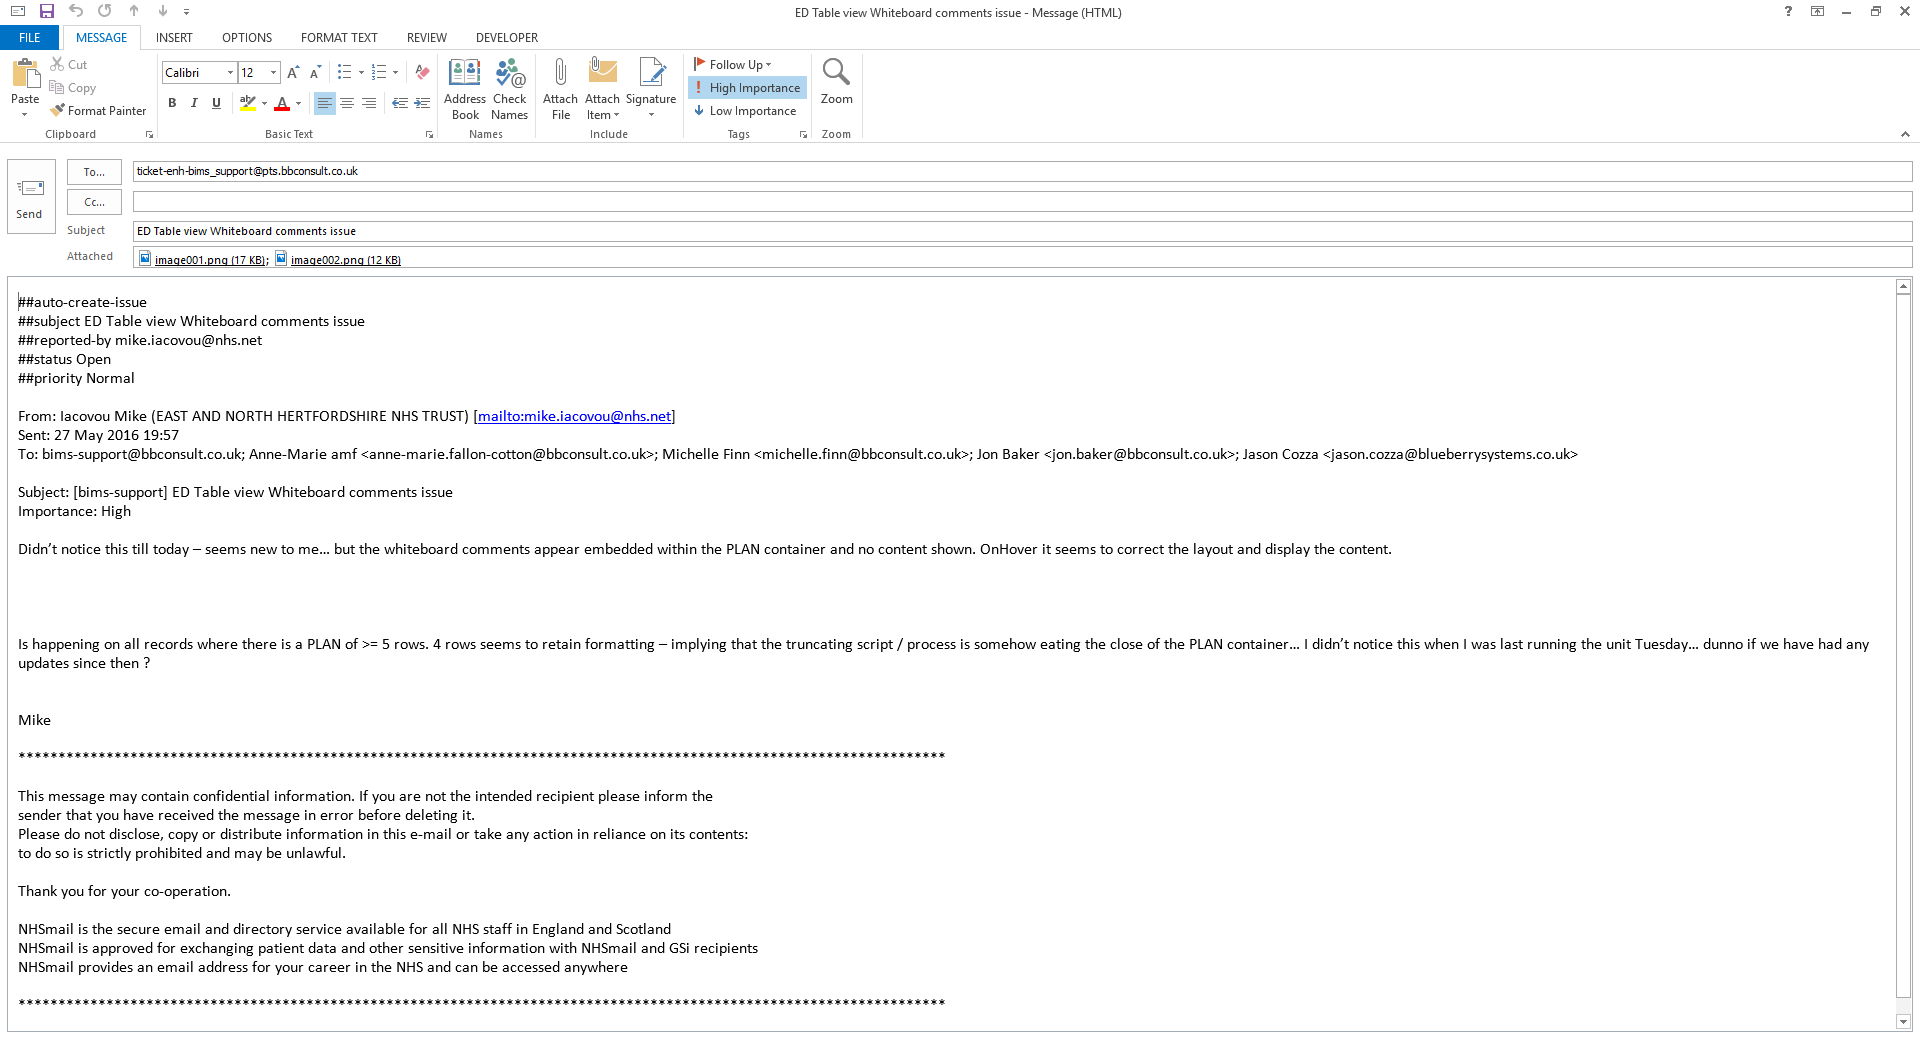 ED Table view Whiteboard comments issue - Message (HTML)
?
FILE
MESSAGE
INSERT
OPTIONS
FORMAT TEXT
REVIEW
DEVELOPER
Paste
Cut
Copy
Format Painter
Clipboard
Calibri
12
A A
B I U
ab
A
Basic Text
Address Book
Check Names
Names
Attach File
Attach Item
Signature
Include
Follow Up
! High Importance
Low Importance
Tags
Zoom
Zoom
Send
To...
ticket-enh-bims_support@pts.bbconsult.co.uk
Cc...
Subject
ED Table view Whiteboard comments issue
Attached
image001.png (17 KB); image002.png (12 KB)
##auto-create-issue
##subject ED Table view Whiteboard comments issue
##reported-by mike.iacovou@nhs.net
##status Open
##priority Normal
From: Iacovou Mike (EAST AND NORTH HERTFORDSHIRE NHS TRUST) [mailto:mike.iacovou@nhs.net]
Sent: 27 May 2016 19:57
To: bims-support@bbconsult.co.uk; Anne-Marie amf <anne-marie.fallon-cotton@bbconsult.co.uk>; Michelle Finn <michelle.finn@bbconsult.co.uk>; Jon Baker <jon.baker@bbconsult.co.uk>; Jason Cozza <jason.cozza@blueberrysystems.co.uk>
Subject: [bims-support] ED Table view Whiteboard comments issue
Importance: High
Didn’t notice this till today – seems new to me… but the whiteboard comments appear embedded within the PLAN container and no content shown. OnHover it seems to correct the layout and display the content.
Is happening on all records where there is a PLAN of >= 5 rows. 4 rows seems to retain formatting – implying that the truncating script / process is somehow eating the close of the PLAN container… I didn’t notice this when I was last running the unit Tuesday… dunno if we have had any
updates since then ?
Mike
********************************************************************************************************************
This message may contain confidential information. If you are not the intended recipient please inform the
sender that you have received the message in error before deleting it.
Please do not disclose, copy or distribute information in this e-mail or take any action in reliance on its contents:
to do so is strictly prohibited and may be unlawful.
Thank you for your co-operation.
NHSmail is the secure email and directory service available for all NHS staff in England and Scotland
NHSmail is approved for exchanging patient data and other sensitive information with NHSmail and GSi recipients
NHSmail provides an email address for your career in the NHS and can be accessed anywhere
********************************************************************************************************************